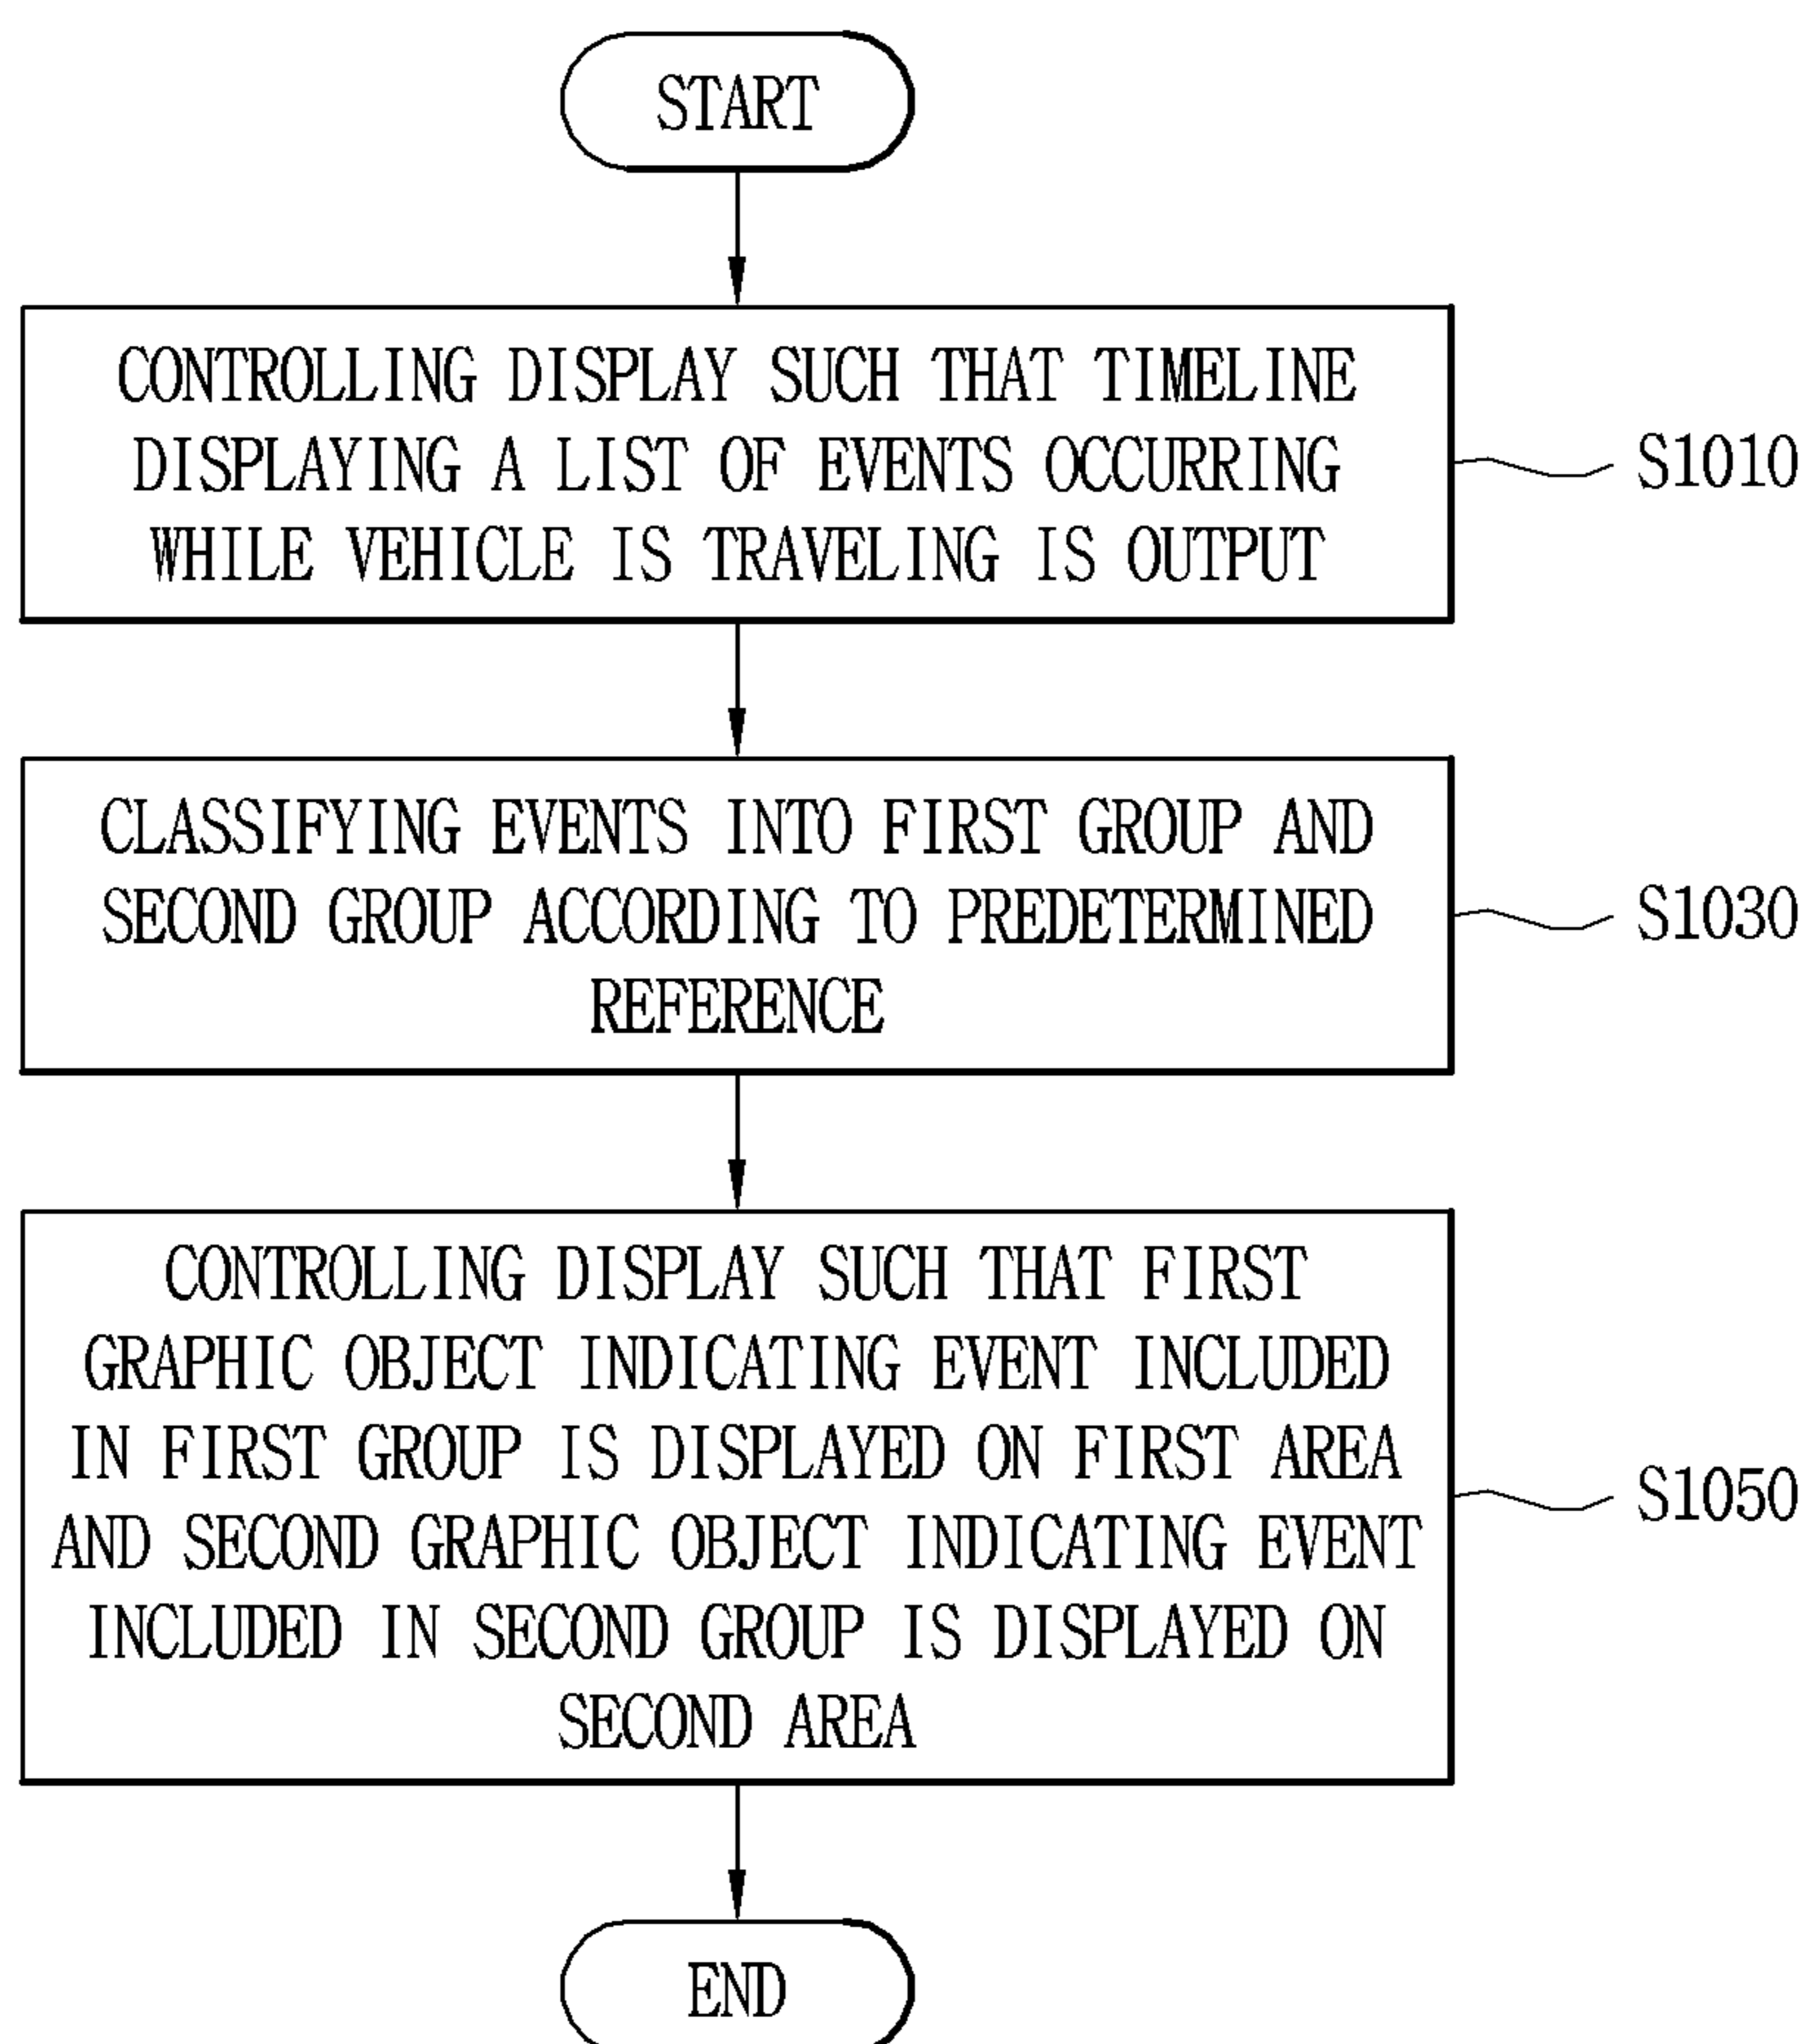 START
CONTROLLING DISPLAY SUCH THAT TIMELINE
DISPLAYING A LIST OF EVENTS OCCURRING
WHILE VEHICLE IS TRAVELING IS OUTPUT
S1010
CLASSIFYING EVENTS INTO FIRST GROUP AND
SECOND GROUP ACCORDING TO PREDETERMINED
REFERENCE
S1030
CONTROLLING DISPLAY SUCH THAT FIRST
GRAPHIC OBJECT INDICATING EVENT INCLUDED
IN FIRST GROUP IS DISPLAYED ON FIRST AREA
AND SECOND GRAPHIC OBJECT INDICATING EVENT
INCLUDED IN SECOND GROUP IS DISPLAYED ON
SECOND AREA
S1050
END